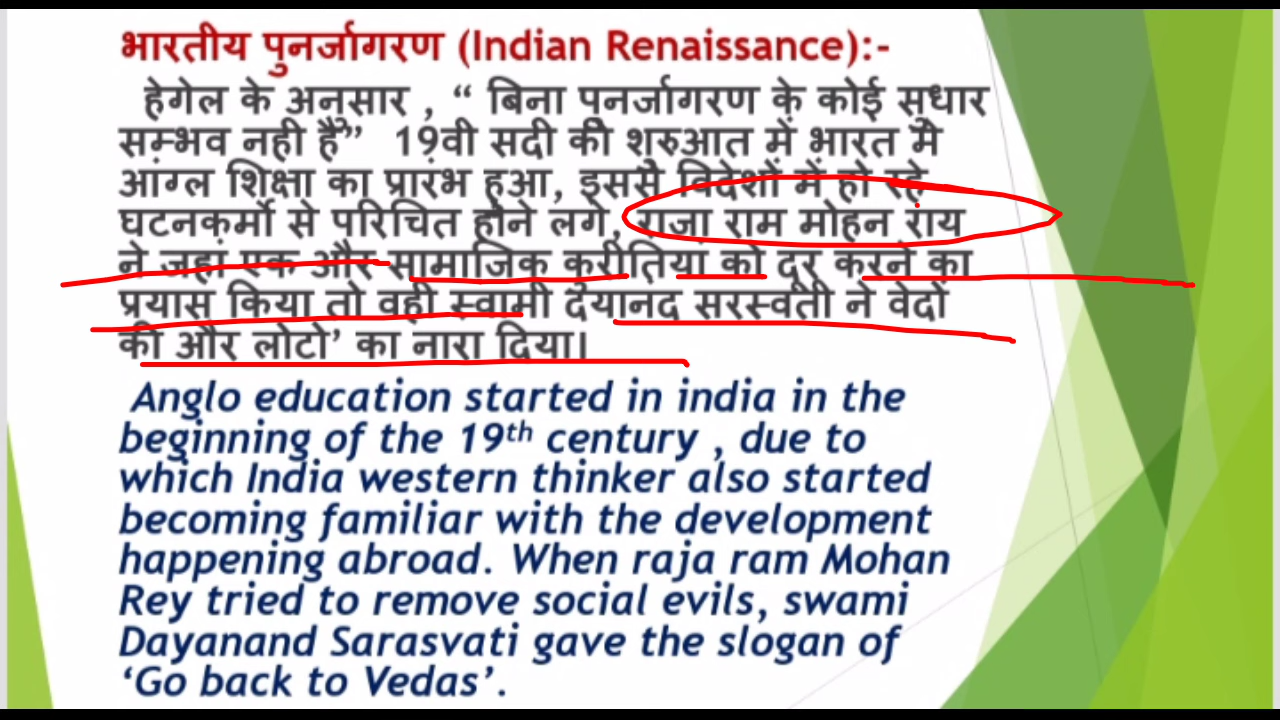 भारतीय पुनर्जागरण (Indian Renaissance):-
हेगेल के अनुसार , “ बिना पुनर्जागरण के कोई सुधार
सम्भव नही है” 19वी सदी की शुरुआत में भारत मे
आंग्ल शिक्षा का प्रारंभ हुआ, इससे विदेशों में हो रहे
घटनकर्मो से परिचित होने लगे, राजा राम मोहन राय
ने जहां एक और सामाजिक कुरीतिया को दूर करने का
प्रयास किया तो वही स्वामी दयानद सरस्वती ने वेदों
की और लोटो’ का नारा दिया।
Anglo education started in india in the
beginning of the 19th century , due to
which India western thinker also started
becoming familiar with the development
happening abroad. When raja ram Mohan
Rey tried to remove social evils, swami
Dayanand Sarasvati gave the slogan of
‘Go back to Vedas’.